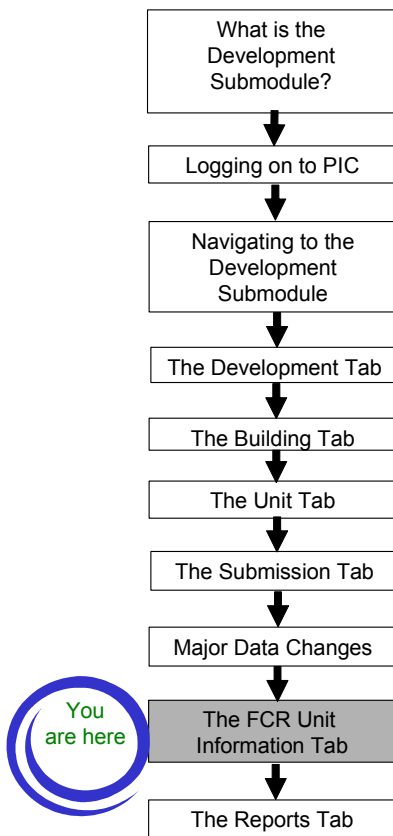 What is the
Development
Submodule?
Logging on to PIC
Navigating to the
Development
Submodule
The Development Tab
The Building Tab
The Unit Tab
The Submission Tab
Major Data Changes
You
are here
The FCR Unit
Information Tab
The Reports Tab